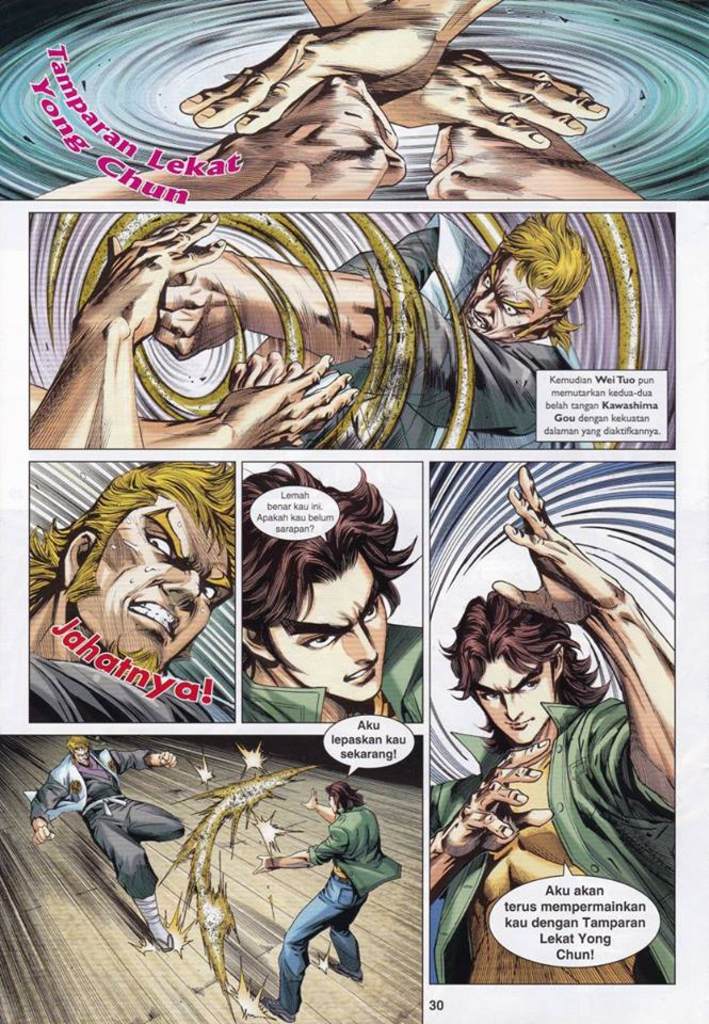 Tamparan Lekat
Yong Chun
Kemudian Wei Tuo pun
memutarkan kedua-dua
belah tangan Kawashima
Gou dengan kekuatan
dalaman yang diaktifkannya.
Jahatnya!
Lemah
benar kau ini.
Apakah kau belum
sarapan?
Aku
lepaskan kau
sekarang!
Aku akan
terus mempermainkan
kau dengan Tamparan
Lekat Yong
Chun!
30